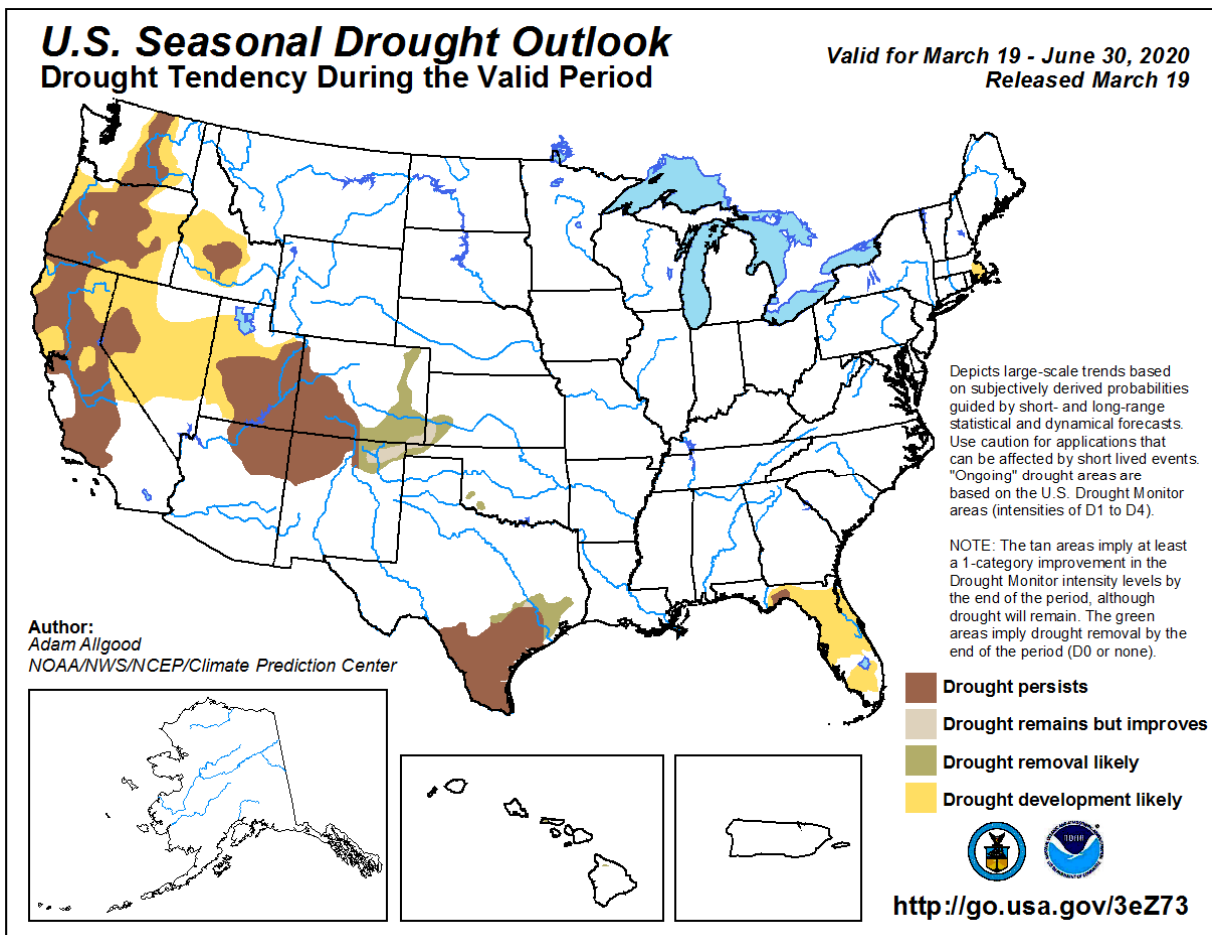 U.S. Seasonal Drought Outlook
Drought Tendency During the Valid Period
Valid for March 19 - June 30, 2020
Released March 19
Depicts large-scale trends based
on subjectively derived probabilities
guided by short- and long-range
statistical and dynamical forecasts.
Use caution for applications that
can be affected by short lived events.
"Ongoing" drought areas are
based on the U.S. Drought Monitor
areas (intensities of D1 to D4).
NOTE: The tan areas imply at least
a 1-category improvement in the
Drought Monitor intensity levels by
the end of the period, although
drought will remain. The green
areas imply drought removal by the
end of the period (D0 or none).
Author:
Adam Allgood
NOAA/NWS/NCEP/Climate Prediction Center
Drought persists
Drought remains but improves
Drought removal likely
Drought development likely
http://go.usa.gov/3eZ73